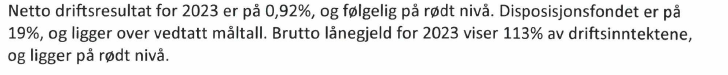 Netto driftsresultat for 2023 er på 0,92%, og følgelig på rødt nivå. Disposisjonsfondet er på
19%, og ligger over vedtatt måltall. Brutto lånegjeld for 2023 viser 113% av driftsinntektene,
og ligger på rødt nivå.